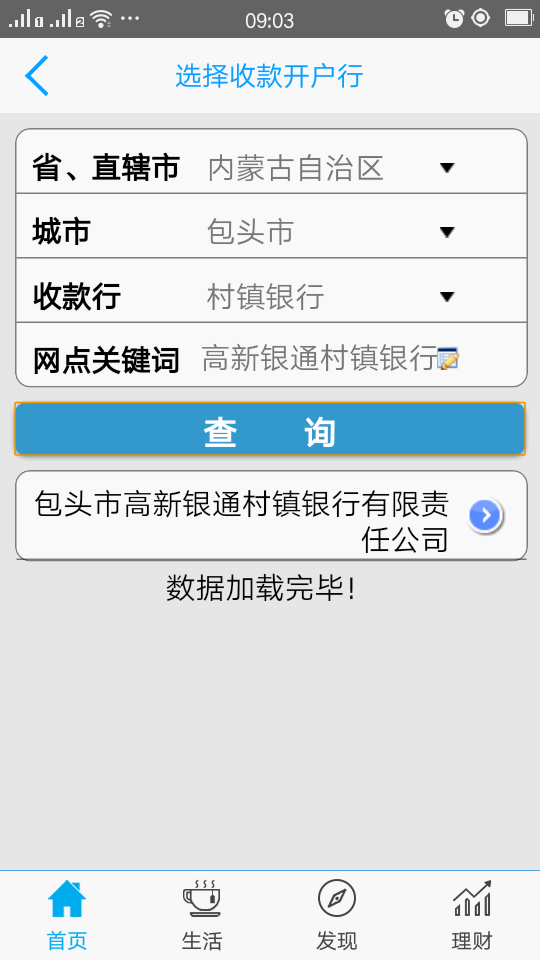 09:03
选择收款开户行
省、直辖市 内蒙古自治区
城市 包头市
收款行 村镇银行
网点关键词 高新银通村镇银行
查 询
包头市高新银通村镇银行有限责
任公司
数据加载完毕!
首页 生活 发现 理财